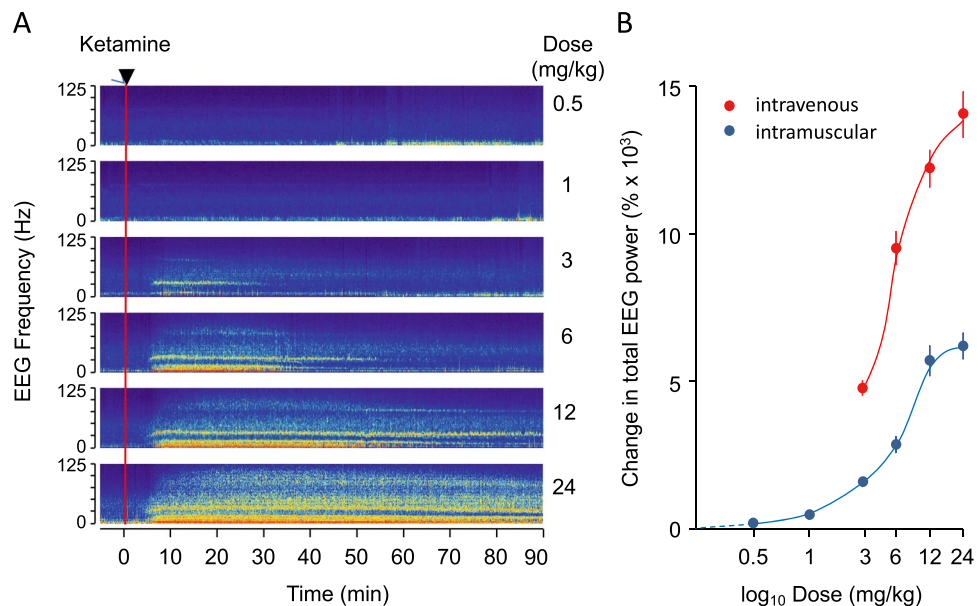 A
Ketamine
Dose
(mg/kg)
EEG Frequency (Hz)
125
0
0.5
125
0
1
125
0
3
125
0
6
125
0
12
125
0
24
0 10 20 30 40 50 60 70 80 90
Time (min)
B
Change in total EEG power (% x 10³)
15
10
5
0
intravenous
intramuscular
0.5 1 3 6 12 24
log₁₀ Dose (mg/kg)